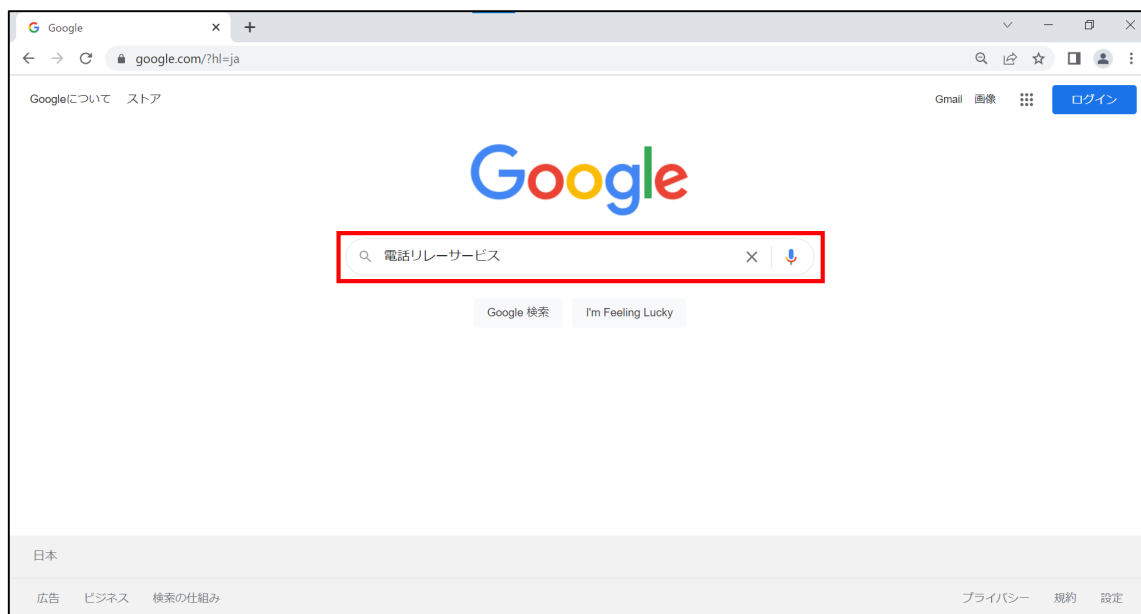 Google
google.com/?hl=ja
Googleについて ストア Gmail 画像 ログイン
Google
電話リレーサービス
Google 検索 I'm Feeling Lucky
日本
広告 ビジネス 検索の仕組み プライバシー 規約 設定